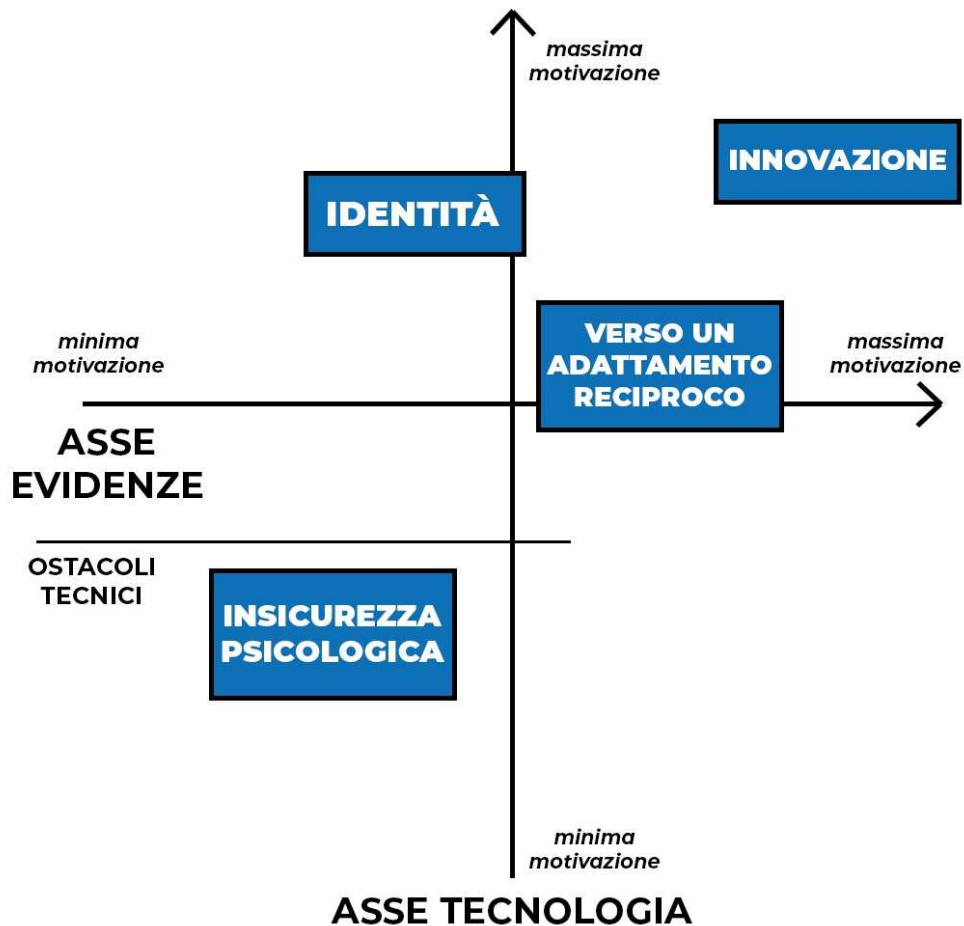 massima
motivazione
INNOVAZIONE
IDENTITÀ
minima
motivazione
VERSO UN
ADATTAMENTO
RECIPROCO
massima
motivazione
ASSE
EVIDENZE
OSTACOLI
TECNICI
INSICUREZZA
PSICOLOGICA
minima
motivazione
ASSE TECNOLOGIA